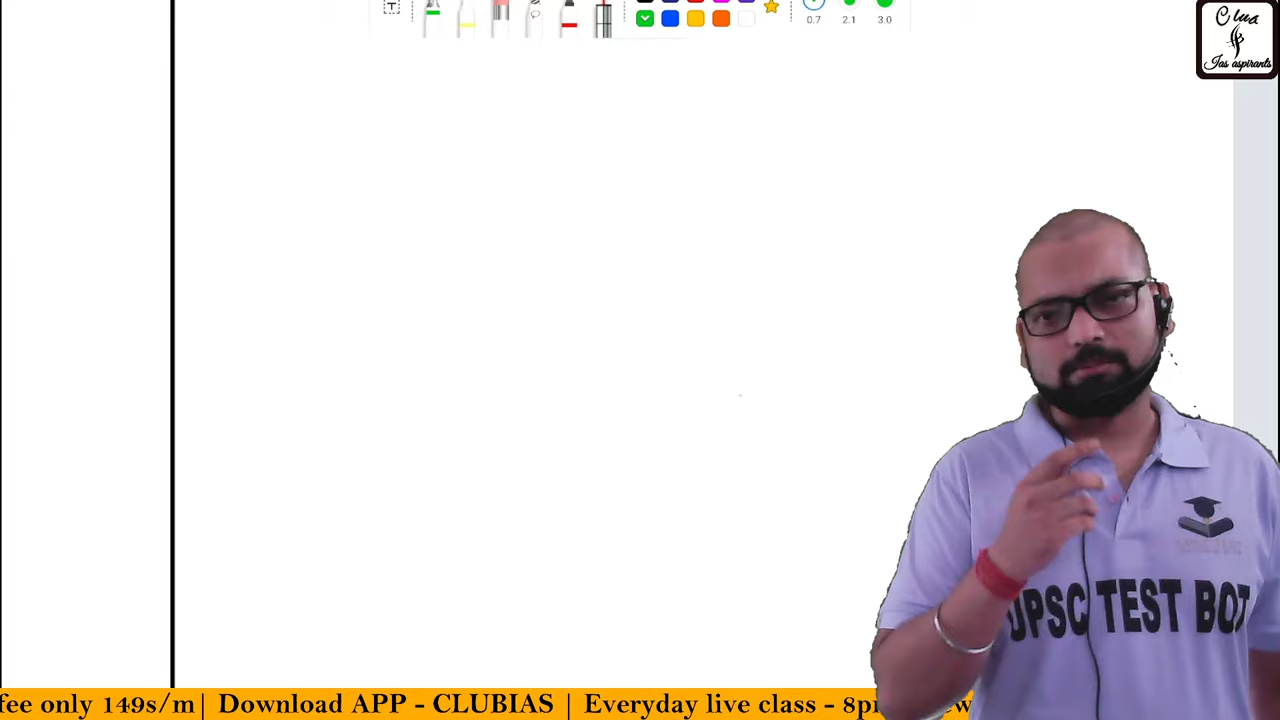 T
0.7 2.1 3.0
Club
Ias aspirants
UPSC TEST BOT
fee only 149s/m| Download APP - CLUBIAS | Everyday live class - 8p